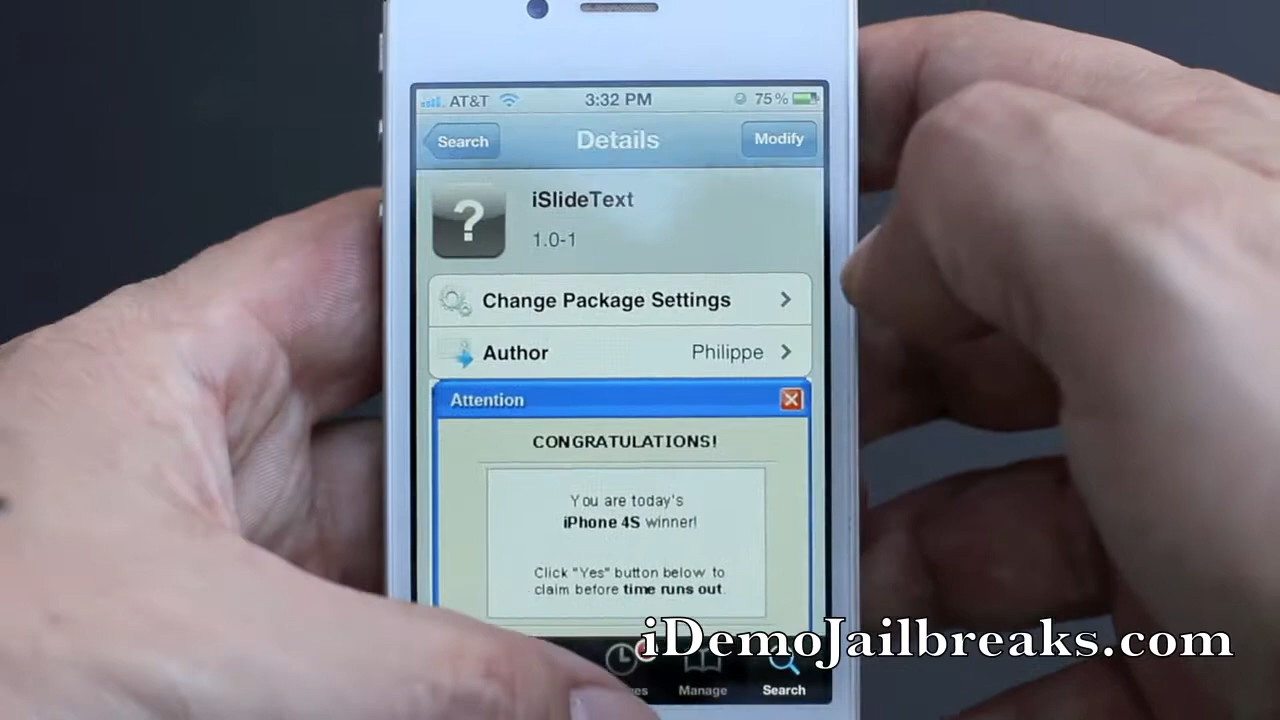 AT&T 3:32 PM 75%
Search Details Modify
iSlideText
?
1.0-1
Change Package Settings
Author Philippe
Attention
CONGRATULATIONS!
You are today's
iPhone 4S winner!
Click "Yes" button below to
claim before time runs out.
iDemoJailbreaks.com
Manage Search